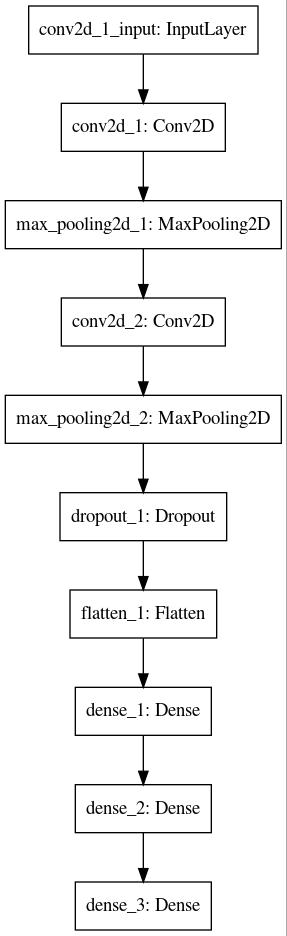 conv2d_1_input: InputLayer
conv2d_1: Conv2D
max_pooling2d_1: MaxPooling2D
conv2d_2: Conv2D
max_pooling2d_2: MaxPooling2D
dropout_1: Dropout
flatten_1: Flatten
dense_1: Dense
dense_2: Dense
dense_3: Dense